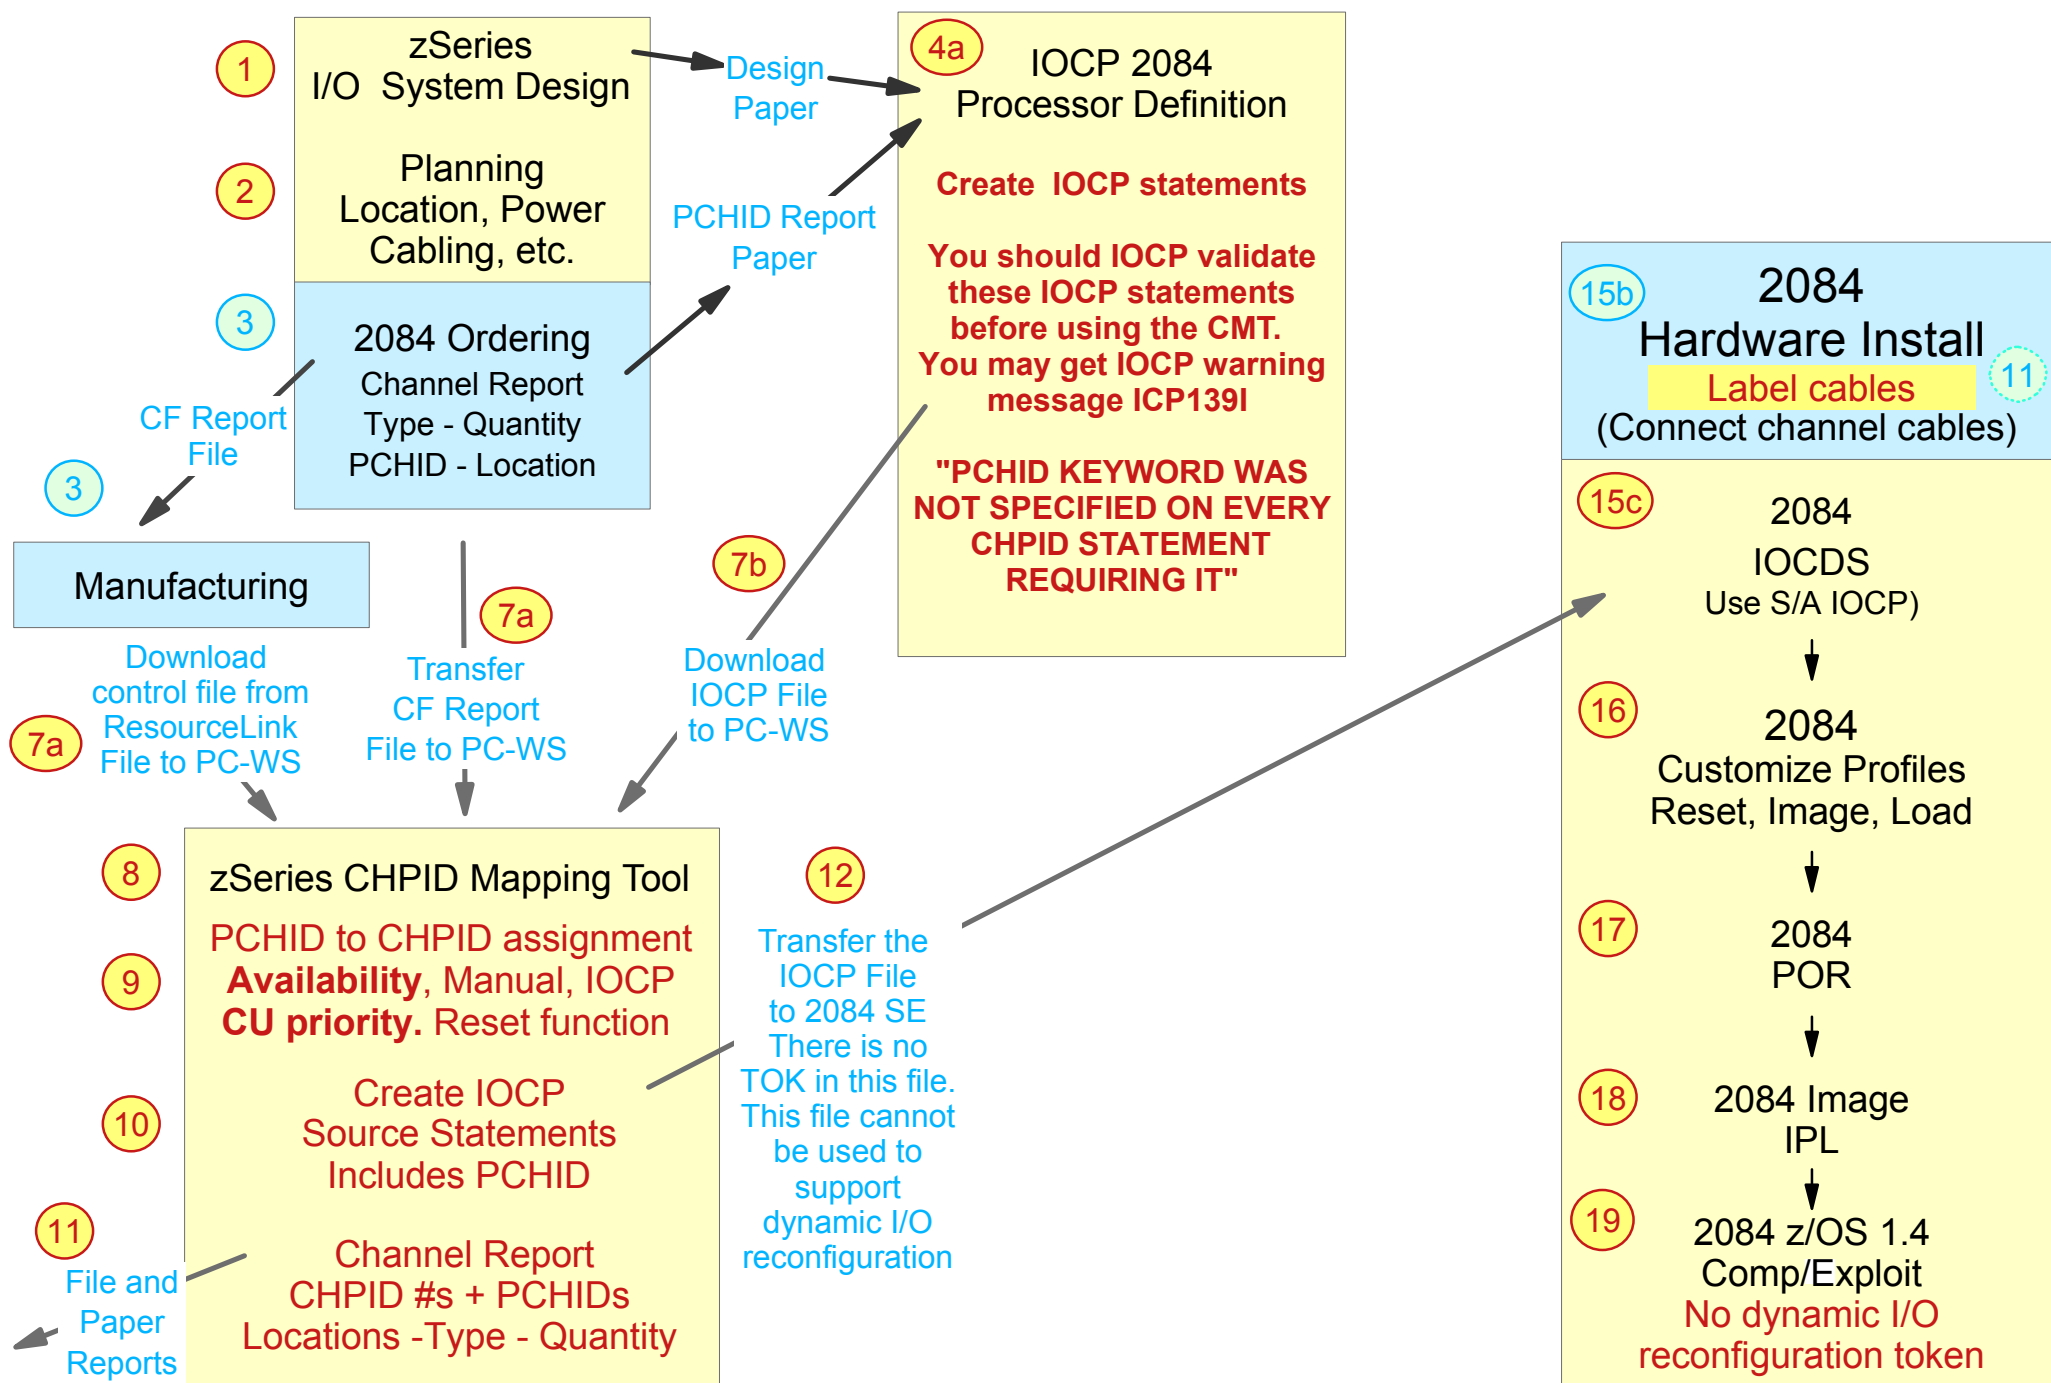 1
zSeries
I/O  System Design
2
Planning
Location, Power
Cabling, etc.
3
2084 Ordering
Channel Report
Type - Quantity
PCHID - Location
Design
Paper
PCHID Report
Paper
4a
IOCP 2084
Processor Definition
Create  IOCP statements
You should IOCP validate
these IOCP statements
before using the CMT.
You may get IOCP warning
message ICP139I
"PCHID KEYWORD WAS
NOT SPECIFIED ON EVERY
CHPID STATEMENT
REQUIRING IT"
CF Report
File
3
Manufacturing
7a
Download
control file from
ResourceLink
File to PC-WS
7a
Transfer
CF Report
File to PC-WS
7b
Download
IOCP File
to PC-WS
8
zSeries CHPID Mapping Tool
9
PCHID to CHPID assignment
Availability, Manual, IOCP
CU priority. Reset function
10
Create IOCP
Source Statements
Includes PCHID
11
File and
Paper
Reports
Channel Report
CHPID #s + PCHIDs
Locations -Type - Quantity
12
Transfer the
IOCP File
to 2084 SE
There is no
TOK in this file.
This file cannot
be used to
support
dynamic I/O
reconfiguration
15b
2084
Hardware Install
Label cables
11
(Connect channel cables)
15c
2084
IOCDS
Use S/A IOCP)
16
2084
Customize Profiles
Reset, Image, Load
17
2084
POR
18
2084 Image
IPL
19
2084 z/OS 1.4
Comp/Exploit
No dynamic I/O
reconfiguration token